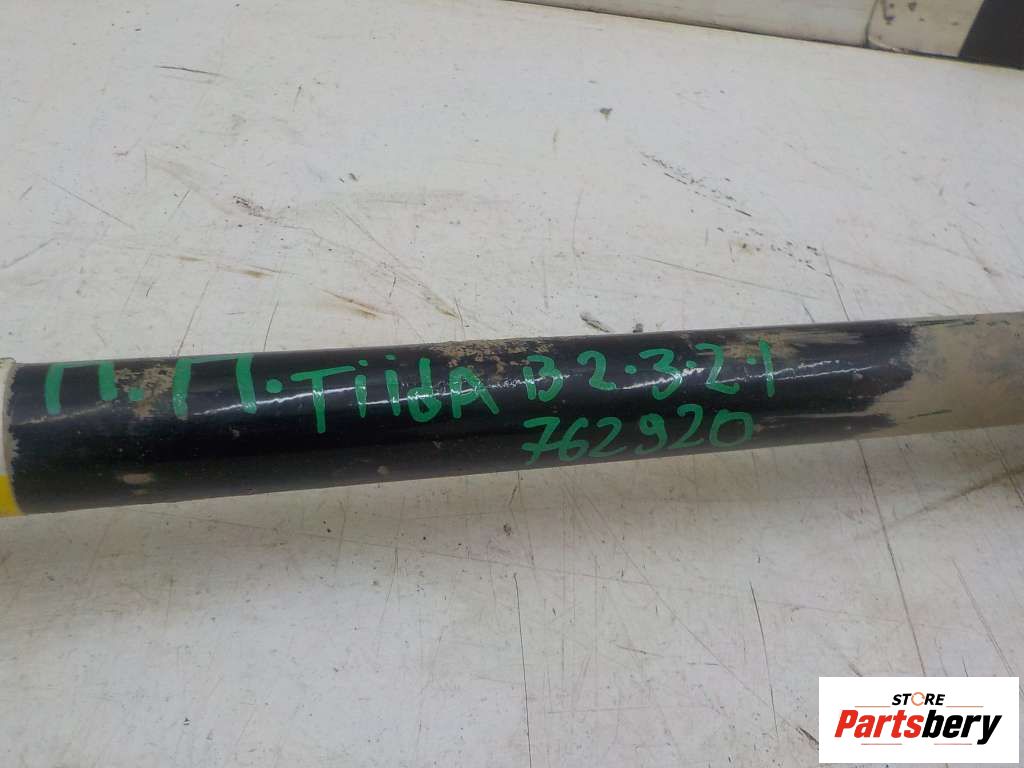 П.П. Tiida B2.3.2.1
762920
STORE
Partsbery